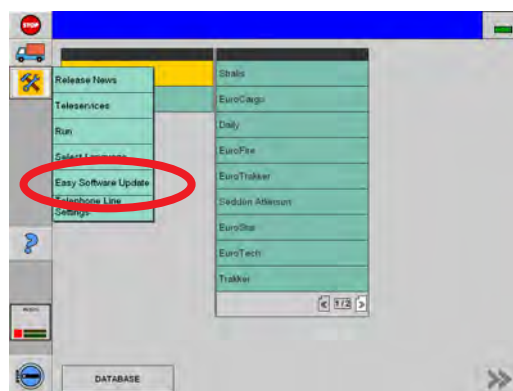 STOP
Release News
Teleservices
Run
Select Language
Easy Software Update
Telephone Line
Settings
Stralis
EuroCargo
Daily
EuroFire
EuroTrakker
Seddon Atkinson
EuroStar
EuroTech
Trakker
1/2
DATABASE